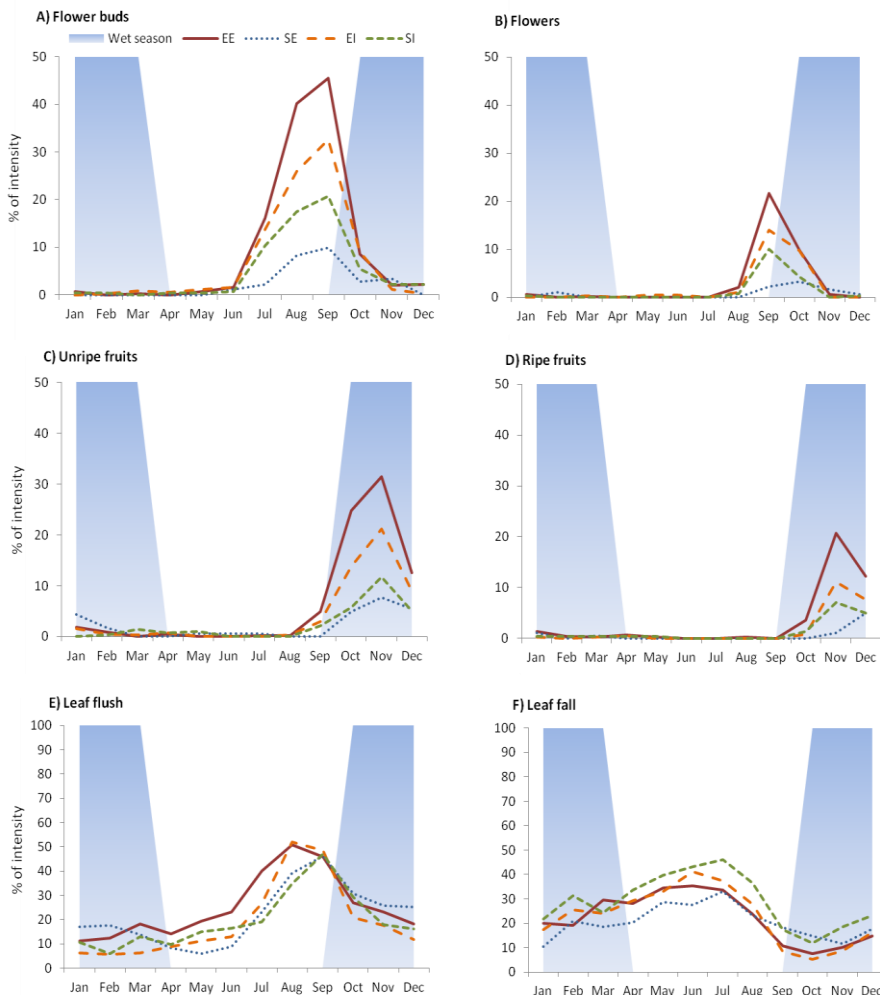 A) Flower buds
Wet season EE SE EI SI
% of intensity
50
40
30
20
10
0
Jan Feb Mar Apr May Jun Jul Aug Sep Oct Nov Dec
B) Flowers
50
40
30
20
10
0
Jan Feb Mar Apr May Jun Jul Aug Sep Oct Nov Dec
C) Unripe fruits
% of intensity
50
40
30
20
10
0
Jan Feb Mar Apr May Jun Jul Aug Sep Oct Nov Dec
D) Ripe fruits
50
40
30
20
10
0
Jan Feb Mar Apr May Jun Jul Aug Sep Oct Nov Dec
E) Leaf flush
% of intensity
100
90
80
70
60
50
40
30
20
10
0
Jan Feb Mar Apr May Jun Jul Aug Sep Oct Nov Dec
F) Leaf fall
100
90
80
70
60
50
40
30
20
10
0
Jan Feb Mar Apr May Jun Jul Aug Sep Oct Nov Dec